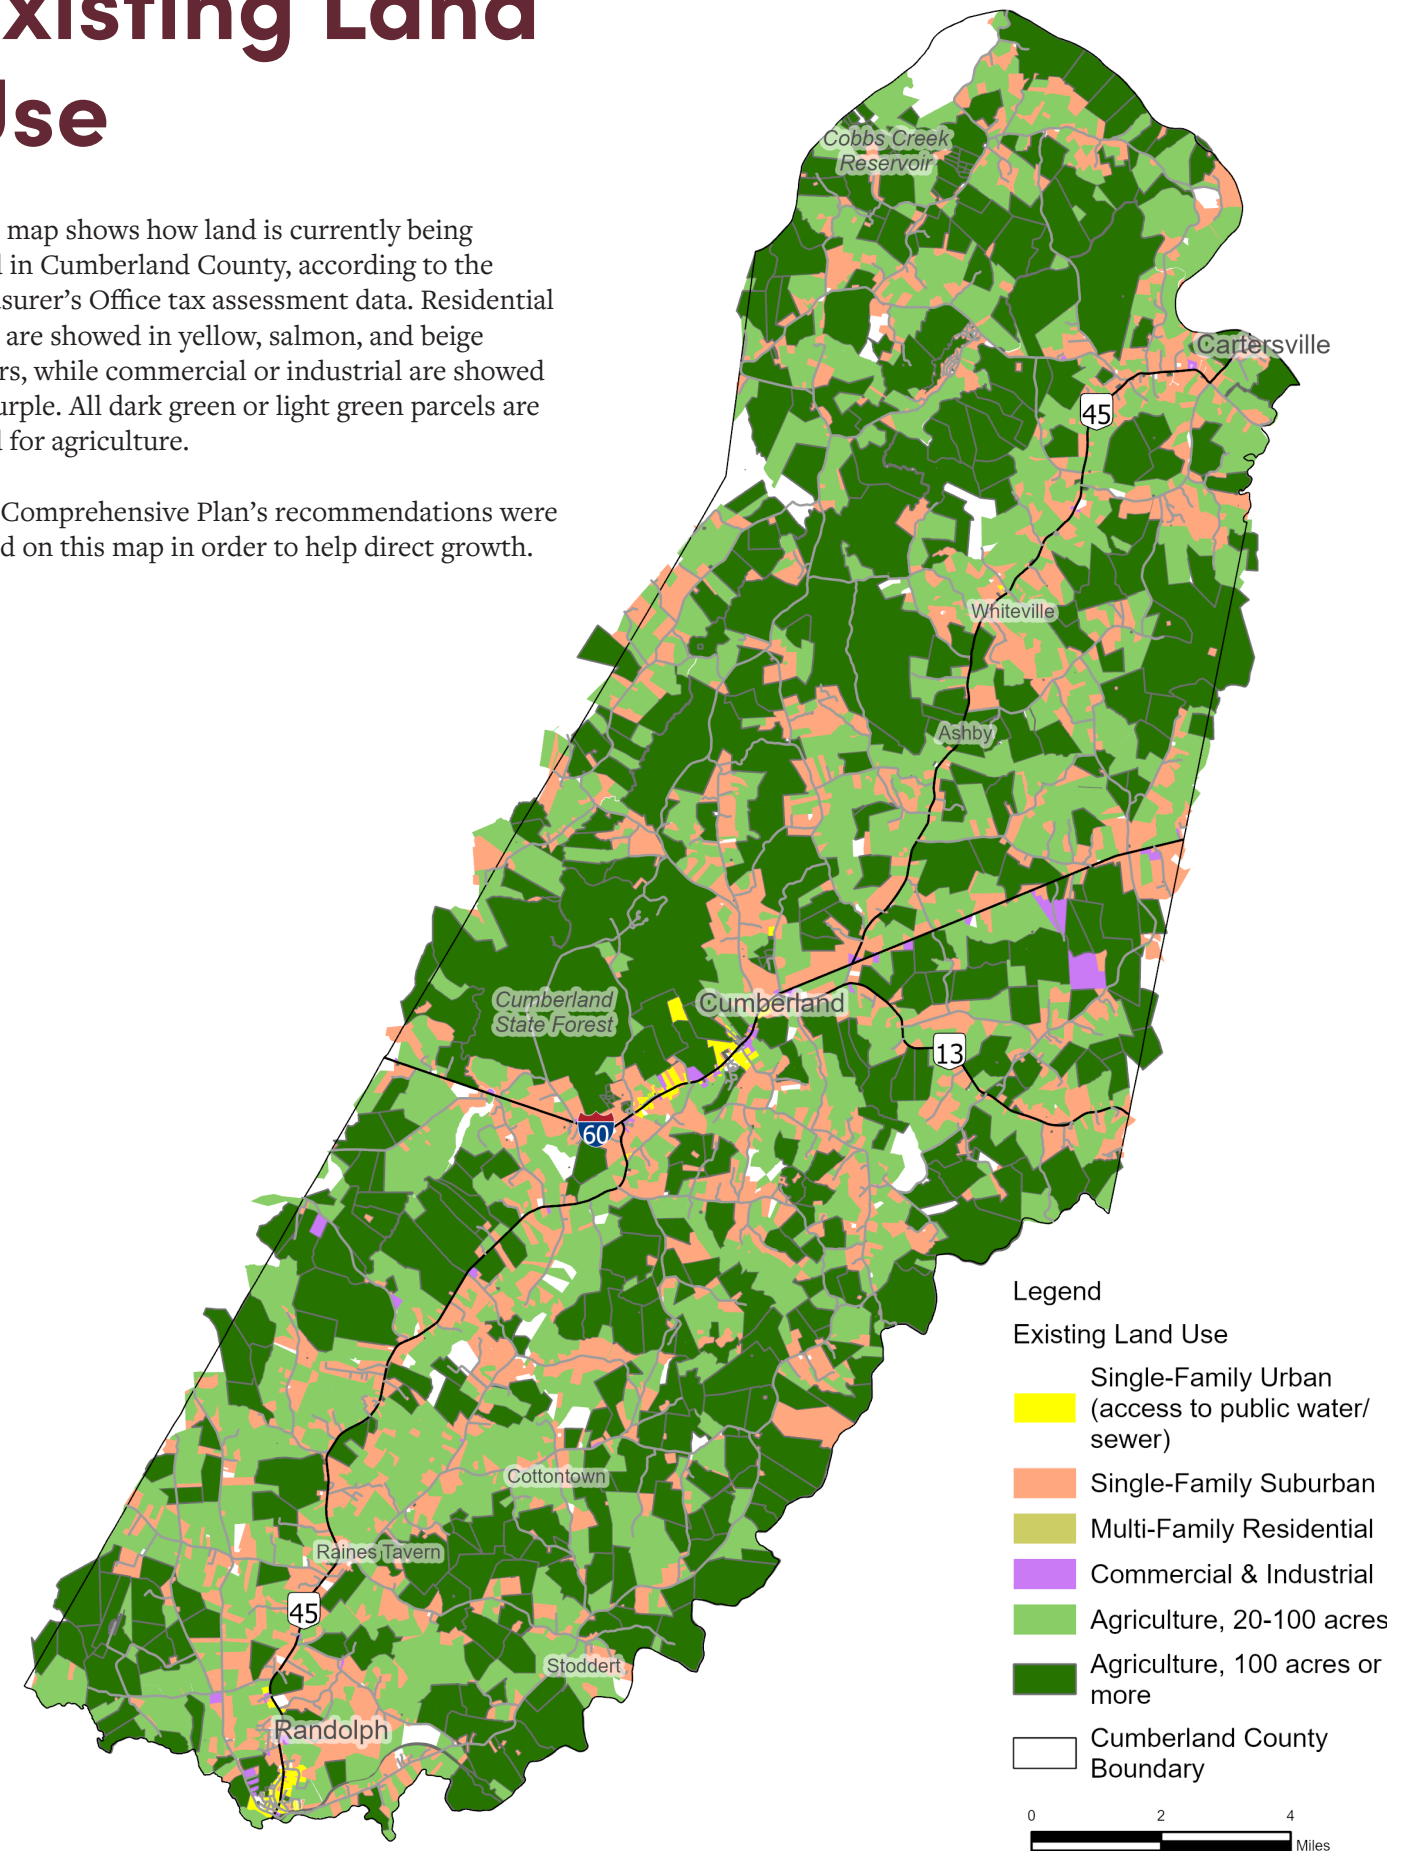 xisting Land
Use
map shows how land is currently being
in Cumberland County, according to the
surer's Office tax assessment data. Residential
are showed in yellow, salmon, and beige
rs, while commercial or industrial are showed
urple. All dark green or light green parcels are
for agriculture.
Comprehensive Plan's recommendations were
d on this map in order to help direct growth.
Cobbs Creek
Reservoir
Cartersville
45
Whiteville
Ashby
Cumberland
State Forest
Cumberland
13
60
Cottontown
Raines Tavern
45
Stoddert
Randolph
Legend
Existing Land Use
Single-Family Urban
(access to public water/
sewer)
Single-Family Suburban
Multi-Family Residential
Commercial & Industrial
Agriculture, 20-100 acres
Agriculture, 100 acres or
more
Cumberland County
Boundary
0 2 4
Miles